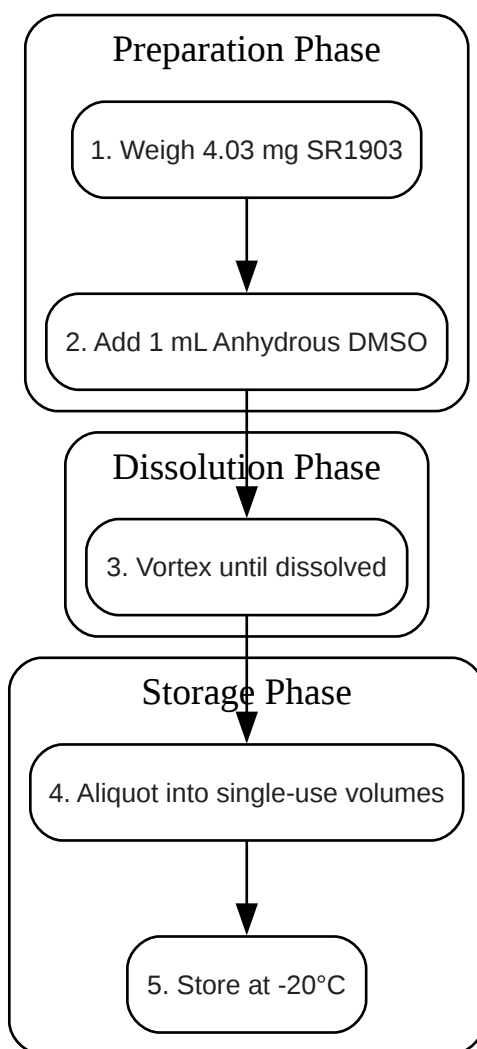 Preparation Phase
1. Weigh 4.03 mg SR1903
2. Add 1 mL Anhydrous DMSO
Dissolution Phase
3. Vortex until dissolved
Storage Phase
4. Aliquot into single-use volumes
5. Store at -20°C